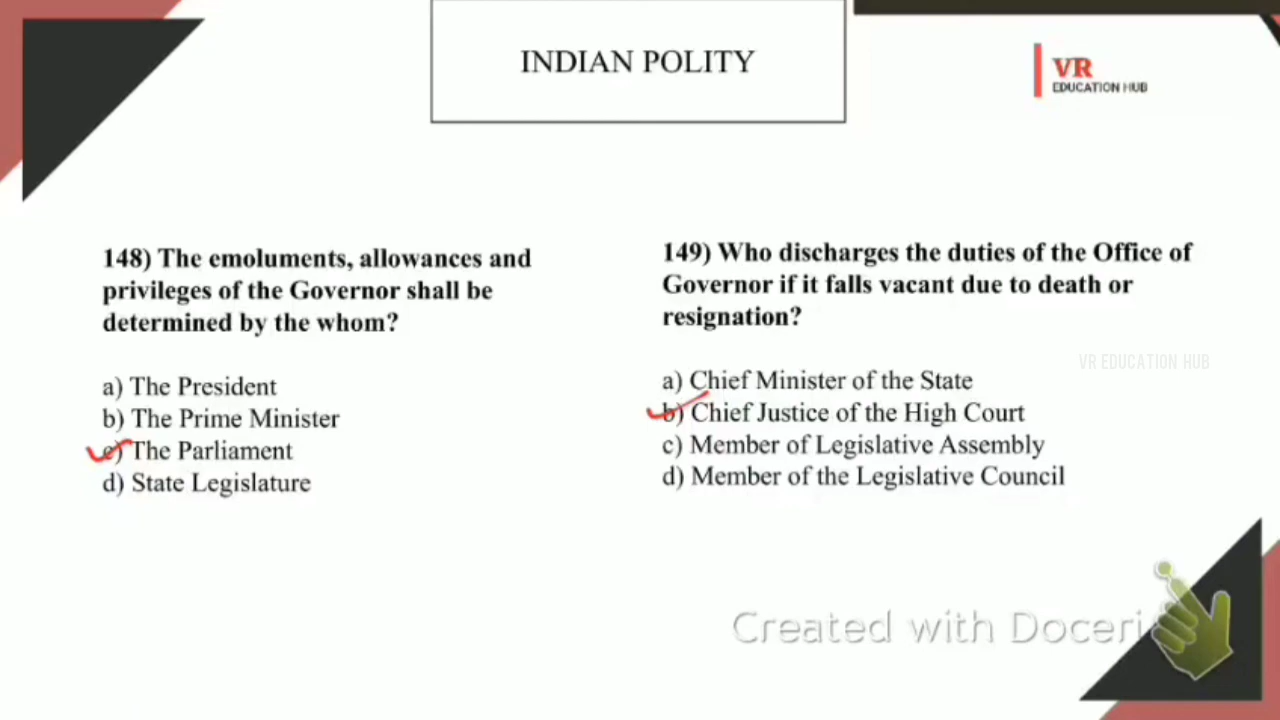 INDIAN POLITY
VR
EDUCATION HUB
148) The emoluments, allowances and
privileges of the Governor shall be
determined by the whom?
a) The President
b) The Prime Minister
c) The Parliament
d) State Legislature
149) Who discharges the duties of the Office of
Governor if it falls vacant due to death or
resignation?
a) Chief Minister of the State
b) Chief Justice of the High Court
c) Member of Legislative Assembly
d) Member of the Legislative Council
VR EDUCATION HUB
Created with Doceri